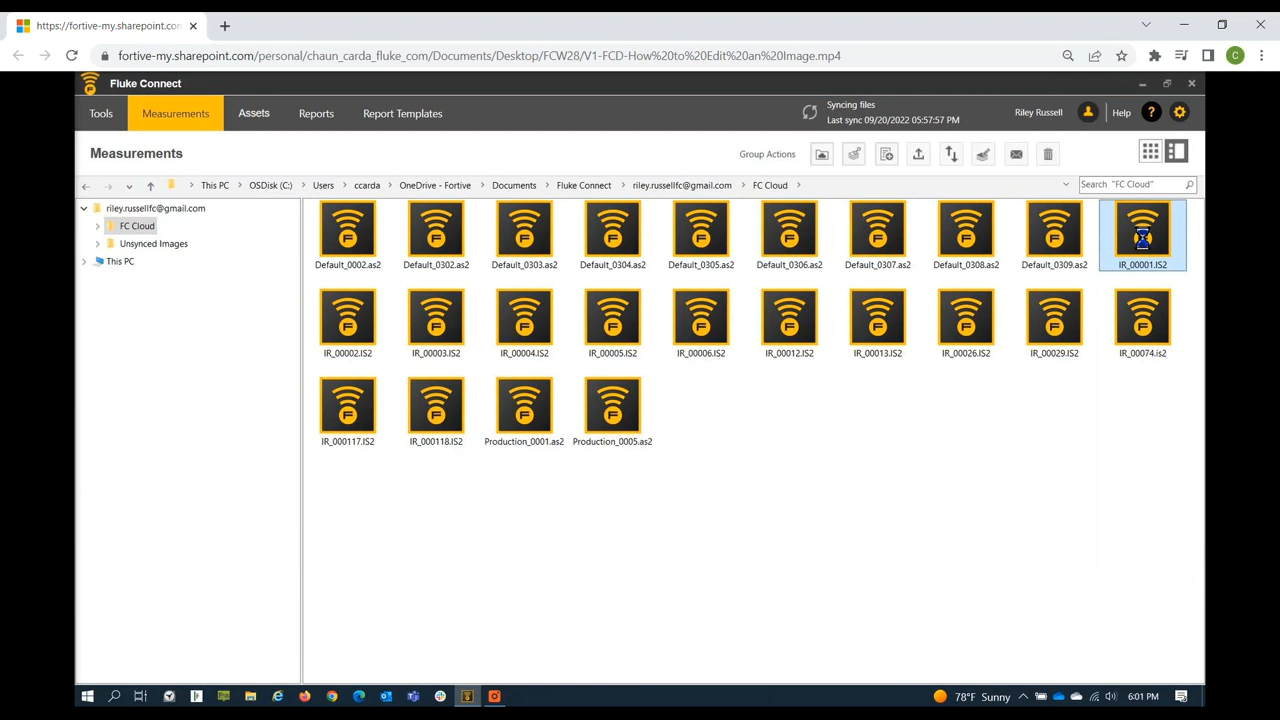 https://fortive-my.sharepoint.con
fortive-my.sharepoint.com/personal/chaun_carda_fluke_com/Documents/Desktop/FCW28/V1-FCD-How%20to%20Edit%20an%20Image.mp4
C
Fluke Connect
Tools
Measurements
Assets
Reports
Report Templates
Syncing files
Last sync 09/20/2022 05:57:57 PM
Riley Russell
Help
?
Measurements
Group Actions
This PC
OSDisk (C:)
Users
ccarda
OneDrive - Fortive
Documents
Fluke Connect
riley.russellfc@gmail.com
FC Cloud
Search "FC Cloud"
riley.russellfc@gmail.com
FC Cloud
Unsynced Images
This PC
Default_0002.as2 Default_0302.as2 Default_0303.as2 Default_0304.as2 Default_0305.as2 Default_0306.as2 Default_0307.as2 Default_0308.as2 Default_0309.as2 IR_00001.IS2
IR_00002.IS2 IR_00003.IS2 IR_00004.IS2 IR_00005.IS2 IR_00006.IS2 IR_00012.IS2 IR_00013.IS2 IR_00026.IS2 IR_00029.IS2 IR_00074.is2
IR_000117.IS2 IR_000118.IS2 Production_0001.as2 Production_0005.as2
78°F Sunny
6:01 PM